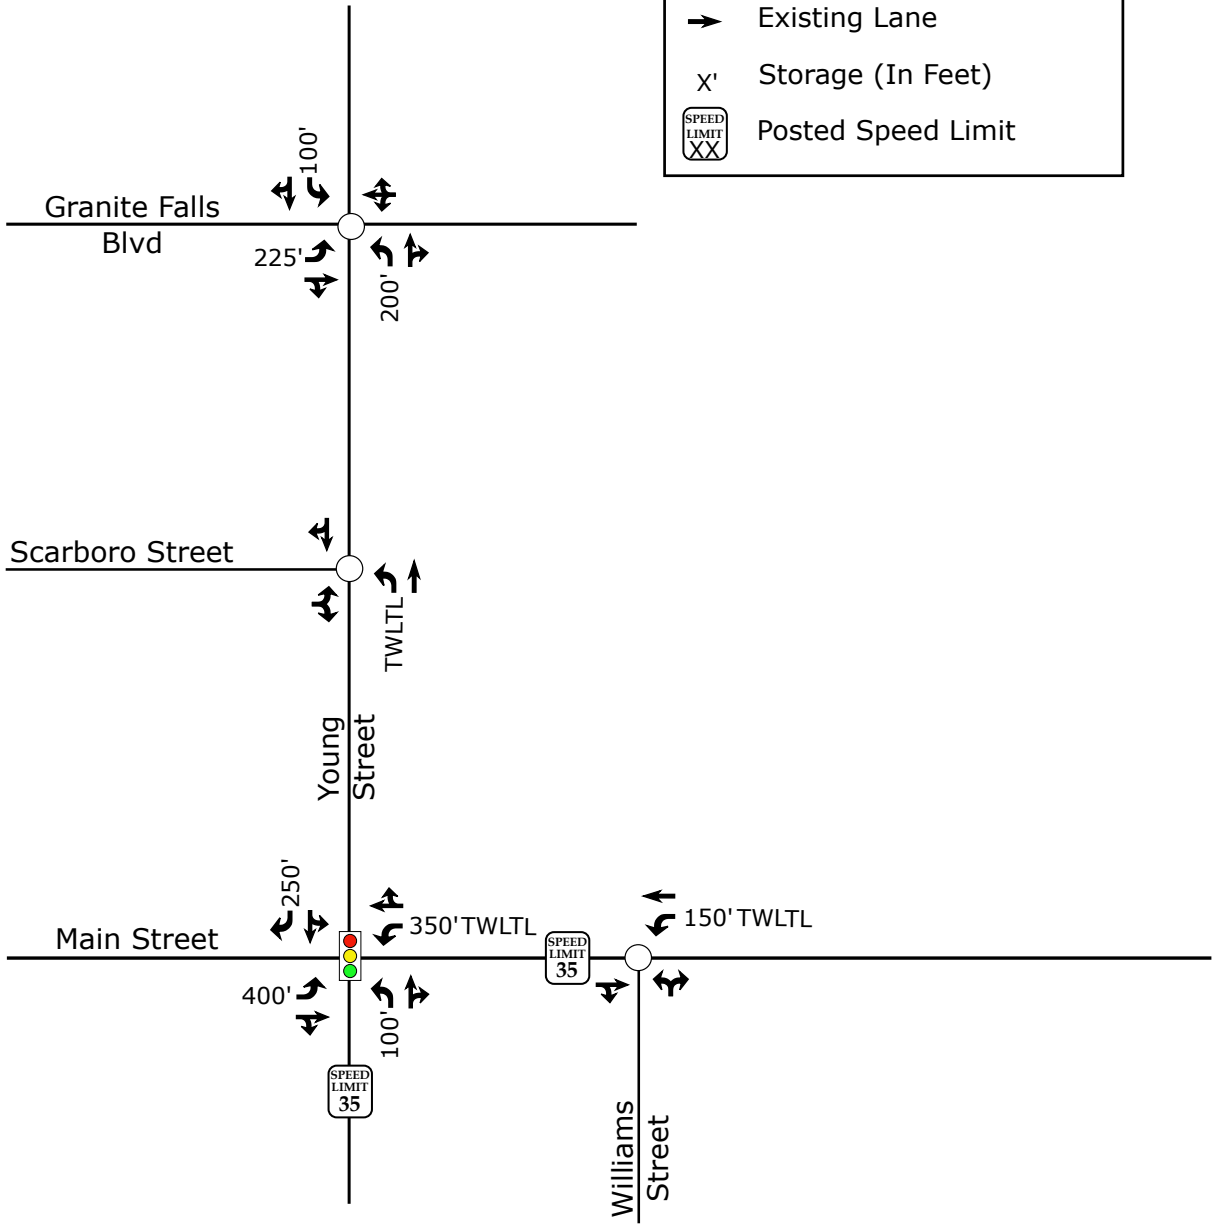 Existing Lane
X'
Storage (In Feet)
SPEED
LIMIT
XX
Posted Speed Limit
100'
Granite Falls
Blvd
225'
200'
Scarboro Street
TWLTL
Young
Street
250'
Main Street
350' TWLTL
150' TWLTL
SPEED
LIMIT
35
400'
100'
SPEED
LIMIT
35
Williams
Street